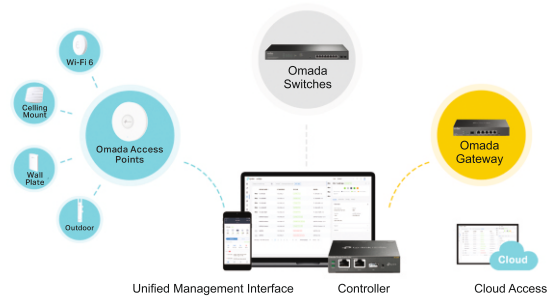 Wi-Fi 6
Celling
Mount
Wall
Plate
Outdoor
Omada Access
Points
Omada
Switches
Omada
Gateway
Cloud
Unified Management Interface
Controller
Cloud Access